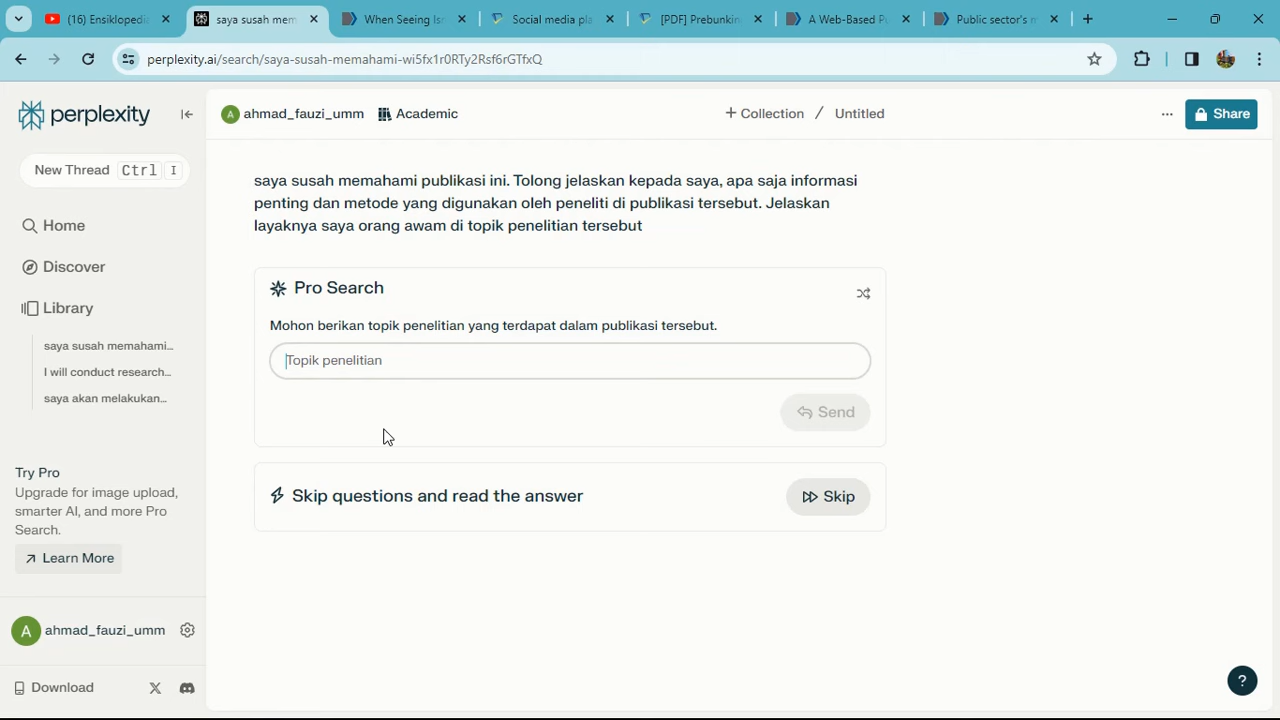 (16) Ensiklopedi
saya susah mem
When Seeing Is
Social media pla
[PDF] Prebunkin
A Web-Based Pu
Public sector's m
perplexity.ai/search/saya-susah-memahami-wi5fx1r0RTy2Rsf6rGTfxQ
perplexity
New Thread Ctrl I
Home
Discover
Library
saya susah memahami...
I will conduct research...
saya akan melakukan...
Try Pro
Upgrade for image upload,
smarter AI, and more Pro
Search.
Learn More
A ahmad_fauzi_umm
Download
A ahmad_fauzi_umm Academic
+ Collection / Untitled
Share
saya susah memahami publikasi ini. Tolong jelaskan kepada saya, apa saja informasi
penting dan metode yang digunakan oleh peneliti di publikasi tersebut. Jelaskan
layaknya saya orang awam di topik penelitian tersebut
Pro Search
Mohon berikan topik penelitian yang terdapat dalam publikasi tersebut.
Topik penelitian
Send
Skip questions and read the answer
Skip
?